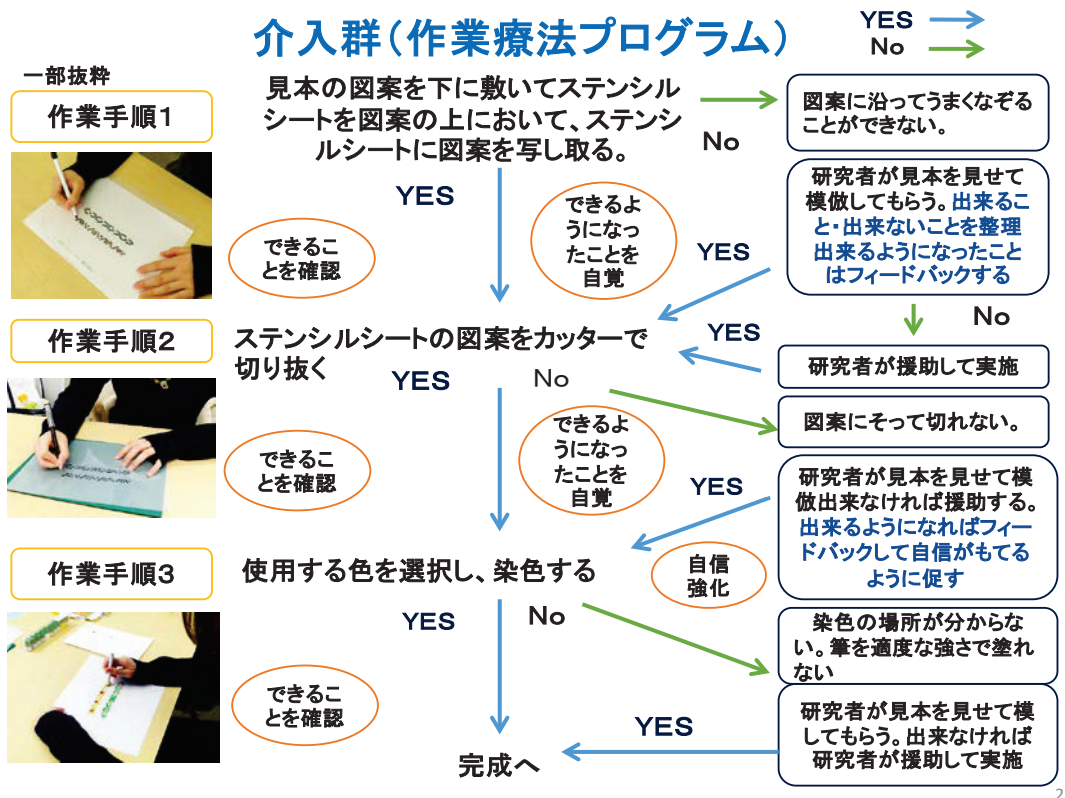 介入群（作業療法プログラム）
YES
No
一部抜粋
作業手順１
見本の図案を下に敷いてステンシル
シートを図案の上において、ステンシ
ルシートに図案を写し取る。
No
図案に沿ってうまくなぞる
ことができない。
YES
できるこ
とを確認
できるよ
うになっ
たことを
自覚
YES
研究者が見本を見せて
模倣してもらう。出来るこ
と・出来ないことを整理
出来るようになったこと
はフィードバックする
No
作業手順２
ステンシルシートの図案をカッターで
切り抜く
YES
研究者が援助して実施
YES
No
図案にそって切れない。
できるこ
とを確認
できるよ
うになっ
たことを
自覚
YES
研究者が見本を見せて模
倣出来なければ援助する。
出来るようになればフィー
ドバックして自信がもてる
ように促す
作業手順３
使用する色を選択し、染色する
自信
強化
YES
No
染色の場所が分からな
い。筆を適度な強さで塗れ
ない
できるこ
とを確認
YES
研究者が見本を見せて模
してもらう。出来なければ
研究者が援助して実施
完成へ
2